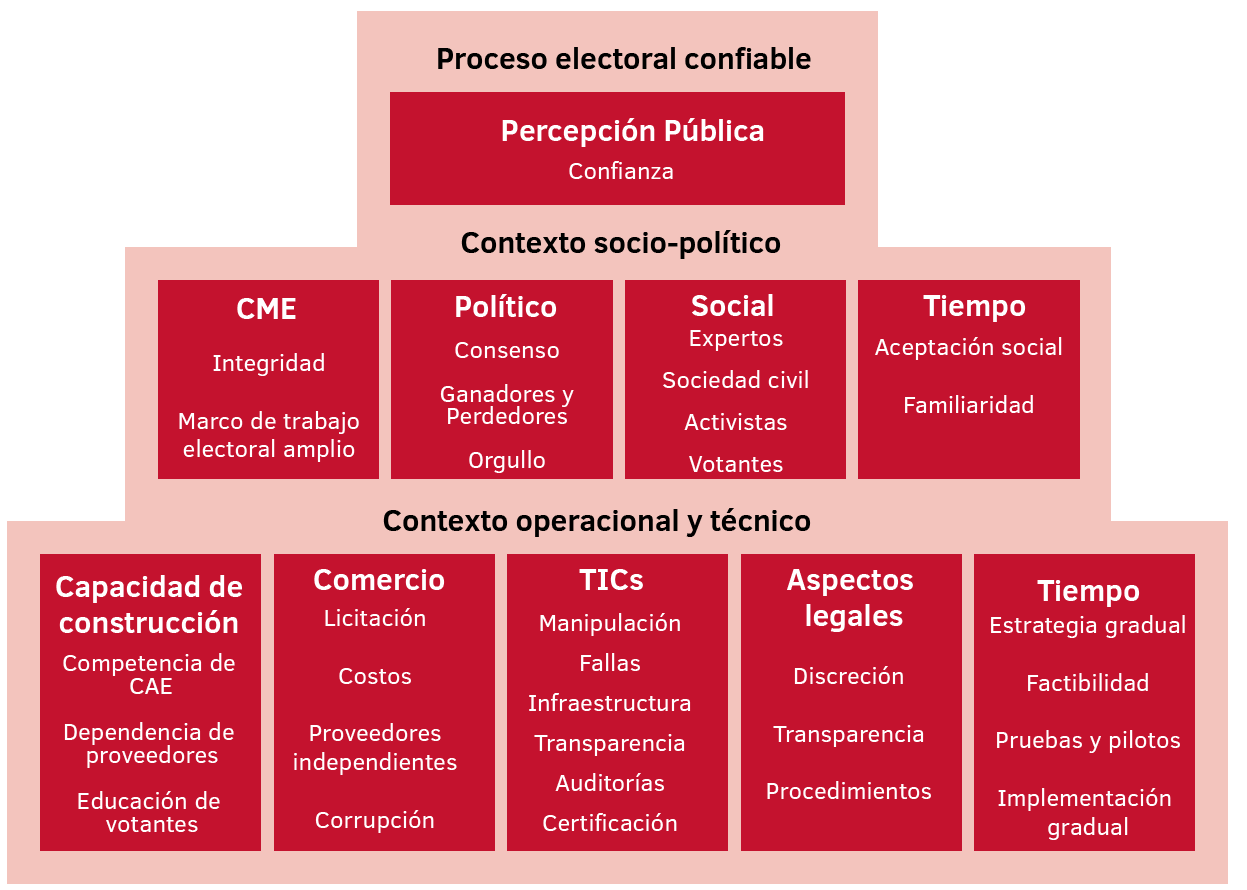 Proceso electoral confiable
Percepción Pública
Confianza
Contexto socio-político
CME
Integridad
Marco de trabajo
electoral amplio
Político
Consenso
Ganadores y
Perdedores
Orgullo
Social
Expertos
Sociedad civil
Activistas
Votantes
Tiempo
Aceptación social
Familiaridad
Contexto operacional y técnico
Capacidad de
construcción
Competencia de
CAE
Dependencia de
proveedores
Educación de
votantes
Comercio
Licitación
Costos
Proveedores
independientes
Corrupción
TICs
Manipulación
Fallas
Infraestructura
Transparencia
Auditorías
Certificación
Aspectos
legales
Discreción
Transparencia
Procedimientos
Tiempo
Estrategia gradual
Factibilidad
Pruebas y pilotos
Implementación
gradual